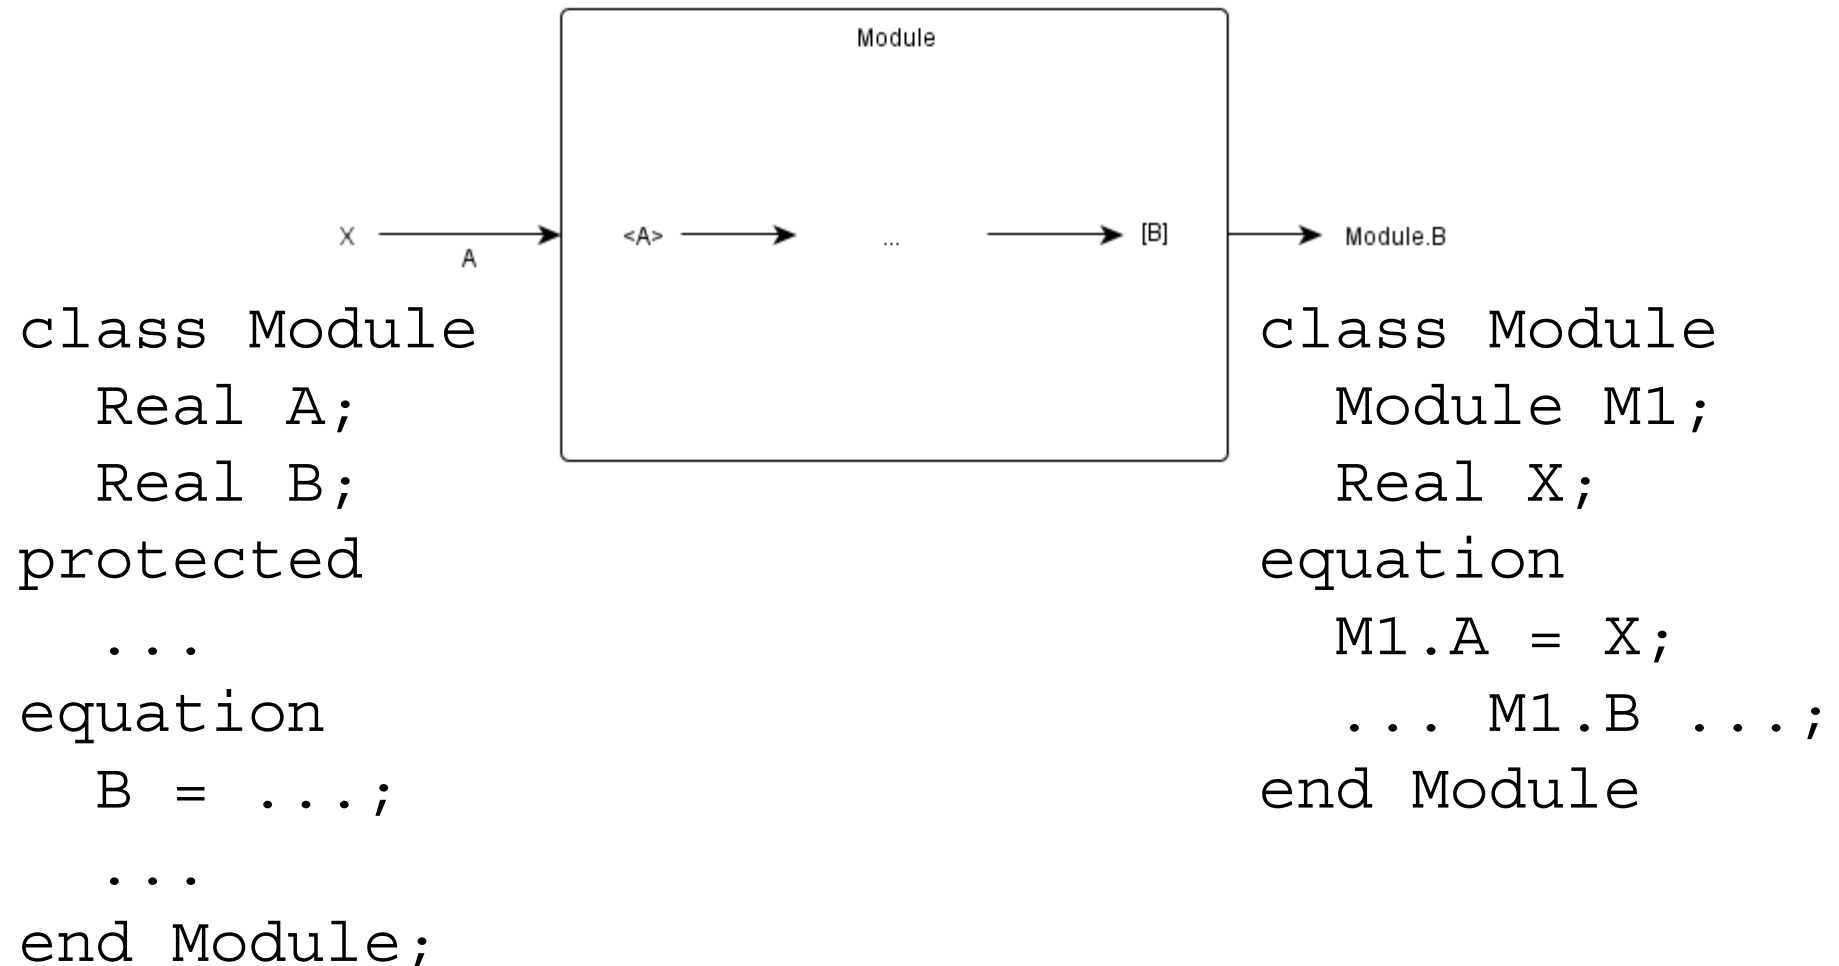 Module
X
A
<A>
...
[B]
Module.B
class Module
  Real A;
  Real B;
protected
  ...
equation
  B = ...;
  ...
end Module;
class Module
  Module M1;
  Real X;
equation
  M1.A = X;
  ... M1.B ...;
end Module